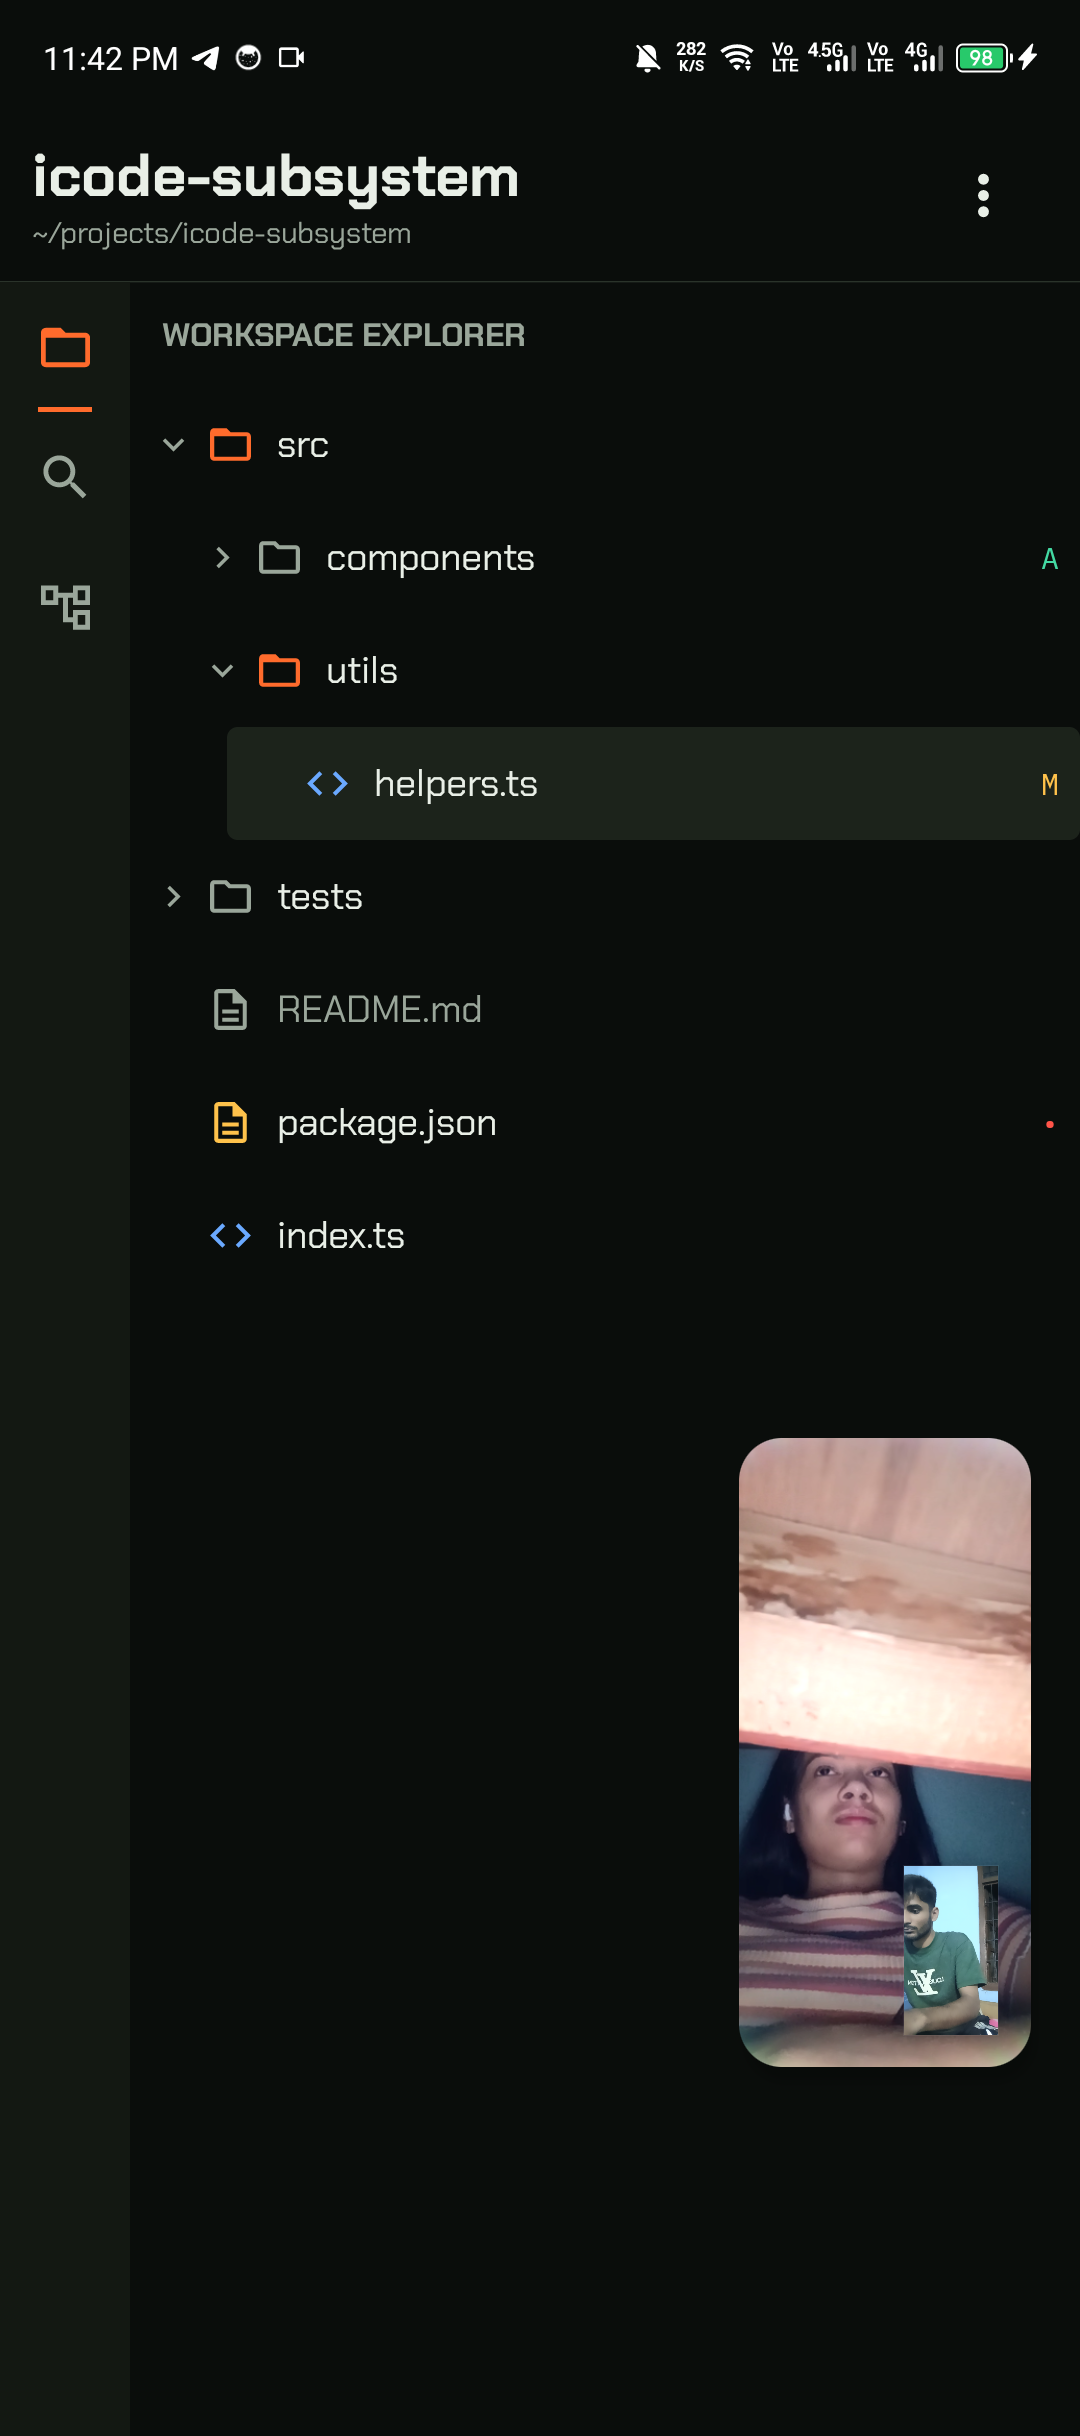 11:42 PM
282 K/S
Vo LTE
4.5G
Vo LTE
4G
98
icode-subsystem
~/projects/icode-subsystem
WORKSPACE EXPLORER
src
components A
utils
helpers.ts M
tests
README.md
package.json
index.ts